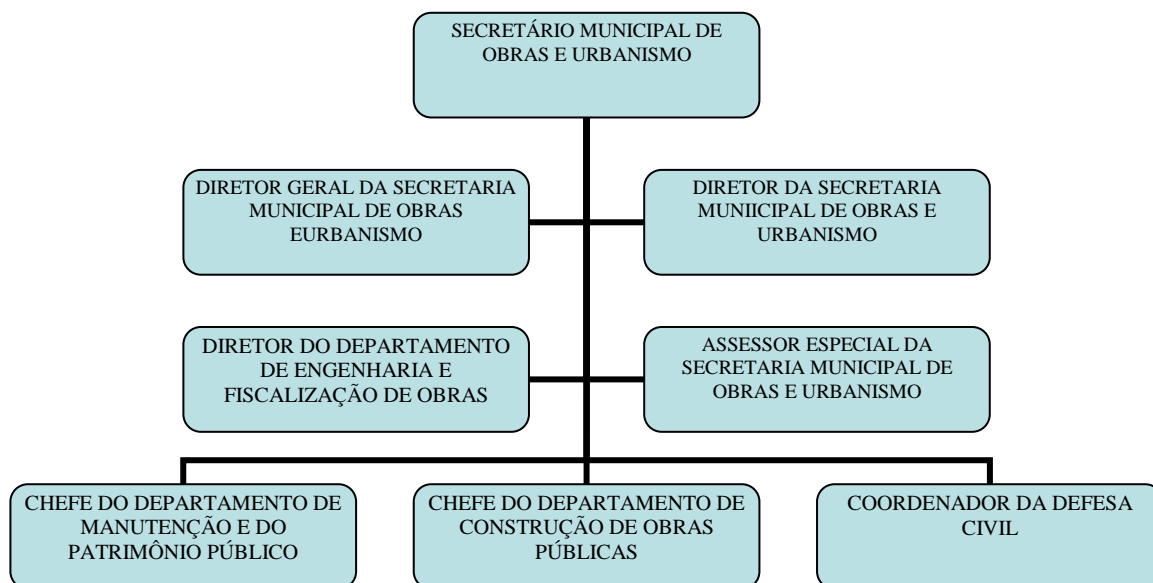 SECRETÁRIO MUNICIPAL DE
OBRAS E URBANISMO
DIRETOR GERAL DA SECRETARIA
MUNICIPAL DE OBRAS
EURBANISMO
DIRETOR DA SECRETARIA
MUNIICIPAL DE OBRAS E
URBANISMO
DIRETOR DO DEPARTAMENTO
DE ENGENHARIA E
FISCALIZAÇÃO DE OBRAS
ASSESSOR ESPECIAL DA
SECRETARIA MUNICIPAL DE
OBRAS E URBANISMO
CHEFE DO DEPARTAMENTO DE
MANUTENÇÃO E DO
PATRIMÔNIO PÚBLICO
CHEFE DO DEPARTAMENTO DE
CONSTRUÇÃO DE OBRAS
PÚBLICAS
COORDENADOR DA DEFESA
CIVIL